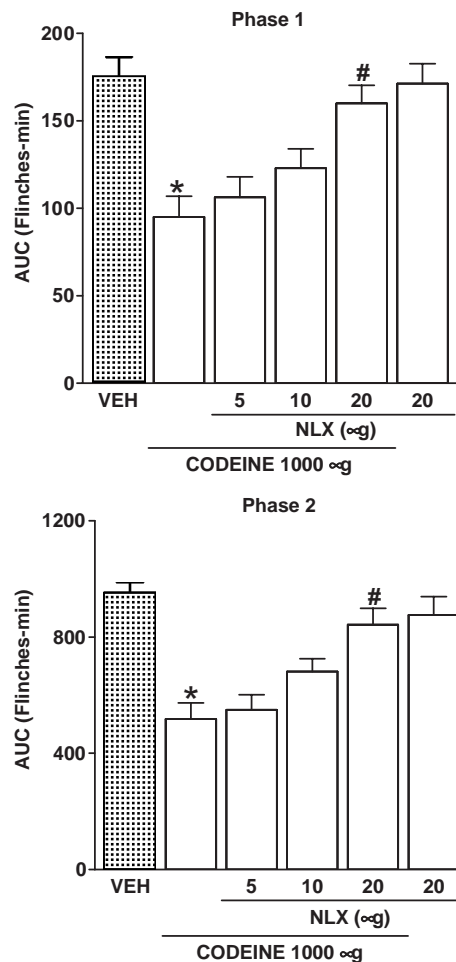 Phase 1
200
150
100
50
0
AUC (Flinches-min)
*
#
VEH 5 10 20 20
NLX (∝g)
CODEINE 1000 ∝g
Phase 2
1200
800
400
0
AUC (Flinches-min)
*
#
VEH 5 10 20 20
NLX (∝g)
CODEINE 1000 ∝g